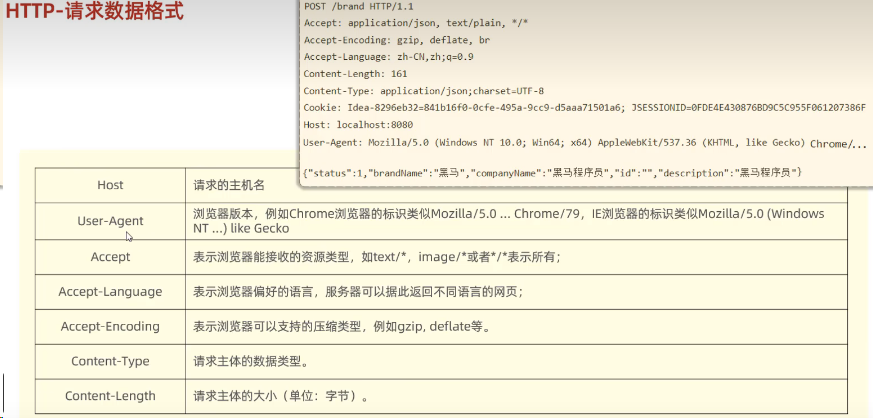 HTTP-请求数据格式
POST /brand HTTP/1.1
Accept: application/json, text/plain, */*
Accept-Encoding: gzip, deflate, br
Accept-Language: zh-CN,zh;q=0.9
Content-Length: 161
Content-Type: application/json;charset=UTF-8
Cookie: Idea-8296eb32=841b16f0-0cfe-495a-9cc9-d5aaa71501a6; JSESSIONID=0FDE4E430876BD9C5C955F061207386F
Host: localhost:8080
User-Agent: Mozilla/5.0 (Windows NT 10.0; Win64; x64) AppleWebKit/537.36 (KHTML, like Gecko) Chrome/...
{"status":1,"brandName":"黑马","companyName":"黑马程序员","id":"","description":"黑马程序员"}
Host 请求的主机名
User-Agent 浏览器版本，例如Chrome浏览器的标识类似Mozilla/5.0 ... Chrome/79，IE浏览器的标识类似Mozilla/5.0 (Windows
NT ...) like Gecko
Accept 表示浏览器能接收的资源类型，如text/*，image/*或者*/*表示所有；
Accept-Language 表示浏览器偏好的语言，服务器可以据此返回不同语言的网页；
Accept-Encoding 表示浏览器可以支持的压缩类型，例如gzip, deflate等。
Content-Type 请求主体的数据类型。
Content-Length 请求主体的大小（单位：字节）。